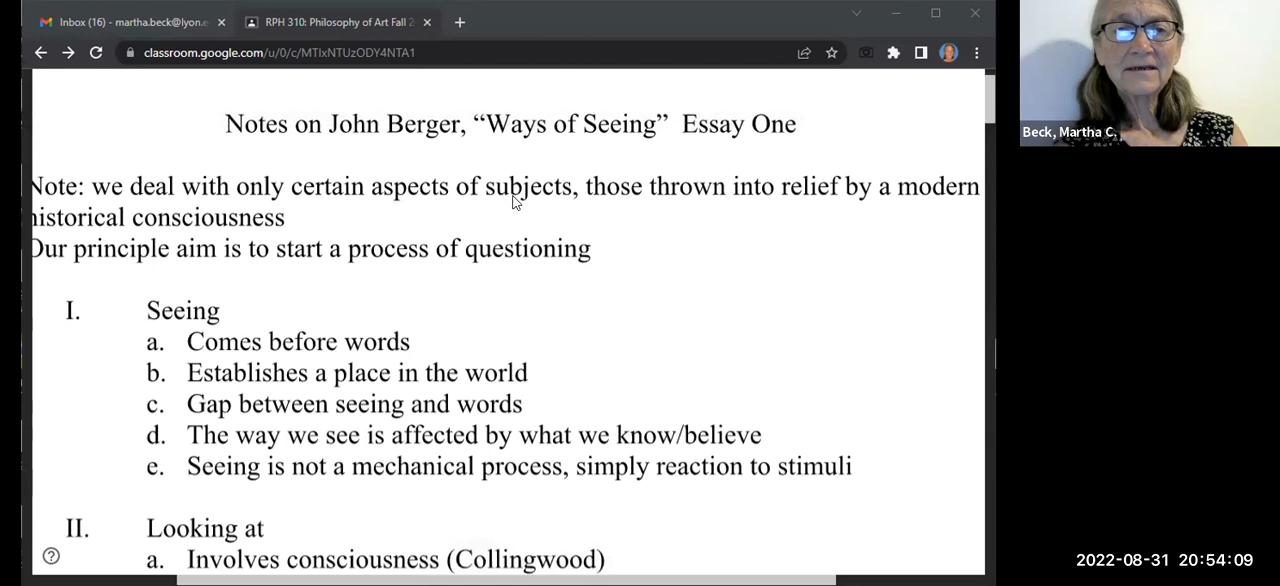 Inbox (16) - martha.beck@lyon.e
RPH 310: Philosophy of Art Fall 2
classroom.google.com/u/0/c/MTIxNTUzODY4NTA1
Notes on John Berger, “Ways of Seeing” Essay One
Note: we deal with only certain aspects of subjects, those thrown into relief by a modern
historical consciousness
Our principle aim is to start a process of questioning
I. Seeing
a. Comes before words
b. Establishes a place in the world
c. Gap between seeing and words
d. The way we see is affected by what we know/believe
e. Seeing is not a mechanical process, simply reaction to stimuli
II. Looking at
a. Involves consciousness (Collingwood)
Beck, Martha C.
2022-08-31 20:54:09